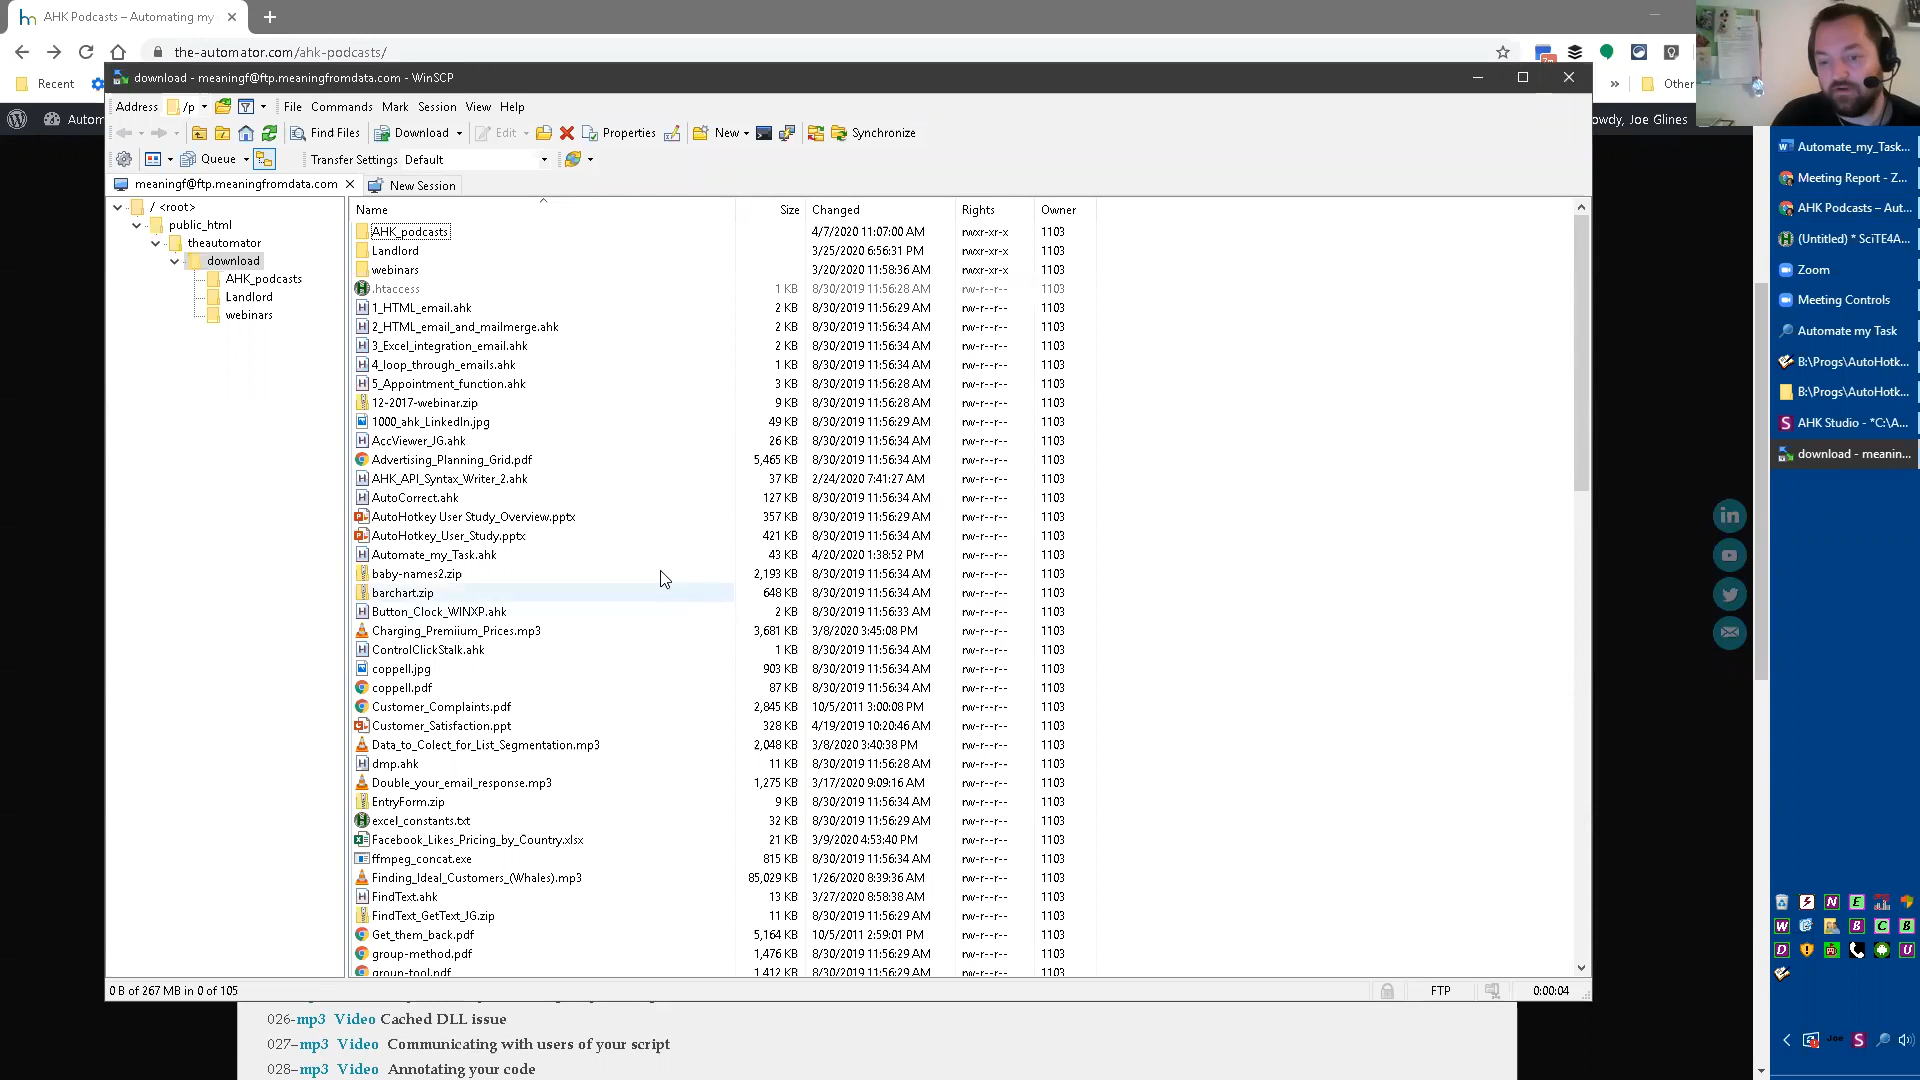 AHK Podcasts – Automating my
the-automator.com/ahk-podcasts/
Recent
»
Other
Autom
owdy, Joe Glines
download - meaningf@ftp.meaningfromdata.com - WinSCP
Address /p File Commands Mark Session View Help
Find Files Download Edit Properties New Synchronize
Queue Transfer Settings Default
meaningf@ftp.meaningfromdata.com New Session
/ <root>
public_html
theautomator
download
AHK_podcasts
Landlord
webinars
Name Size Changed Rights Owner
AHK_podcasts 4/7/2020 11:07:00 AM rwxr-xr-x 1103
Landlord 3/25/2020 6:56:31 PM rwxr-xr-x 1103
webinars 3/20/2020 11:58:36 AM rwxr-xr-x 1103
.htaccess 1 KB 8/30/2019 11:56:28 AM rw-r--r-- 1103
1_HTML_email.ahk 2 KB 8/30/2019 11:56:29 AM rw-r--r-- 1103
2_HTML_email_and_mailmerge.ahk 2 KB 8/30/2019 11:56:34 AM rw-r--r-- 1103
3_Excel_integration_email.ahk 2 KB 8/30/2019 11:56:34 AM rw-r--r-- 1103
4_loop_through_emails.ahk 1 KB 8/30/2019 11:56:34 AM rw-r--r-- 1103
5_Appointment_function.ahk 3 KB 8/30/2019 11:56:28 AM rw-r--r-- 1103
12-2017-webinar.zip 9 KB 8/30/2019 11:56:28 AM rw-r--r-- 1103
1000_ahk_LinkedIn.jpg 49 KB 8/30/2019 11:56:29 AM rw-r--r-- 1103
AccViewer_JG.ahk 26 KB 8/30/2019 11:56:34 AM rw-r--r-- 1103
Advertising_Planning_Grid.pdf 5,465 KB 8/30/2019 11:56:34 AM rw-r--r-- 1103
AHK_API_Syntax_Writer_2.ahk 37 KB 2/24/2020 7:41:27 AM rw-r--r-- 1103
AutoCorrect.ahk 127 KB 8/30/2019 11:56:34 AM rw-r--r-- 1103
AutoHotkey User Study_Overview.pptx 357 KB 8/30/2019 11:56:29 AM rw-r--r-- 1103
AutoHotkey_User_Study.pptx 421 KB 8/30/2019 11:56:34 AM rw-r--r-- 1103
Automate_my_Task.ahk 43 KB 4/20/2020 1:38:52 PM rw-r--r-- 1103
baby-names2.zip 2,193 KB 8/30/2019 11:56:34 AM rw-r--r-- 1103
barchart.zip 648 KB 8/30/2019 11:56:34 AM rw-r--r-- 1103
Button_Clock_WINXP.ahk 2 KB 8/30/2019 11:56:33 AM rw-r--r-- 1103
Charging_Premiium_Prices.mp3 3,681 KB 3/8/2020 3:45:08 PM rw-r--r-- 1103
ControlClickStalk.ahk 1 KB 8/30/2019 11:56:34 AM rw-r--r-- 1103
coppell.jpg 903 KB 8/30/2019 11:56:34 AM rw-r--r-- 1103
coppell.pdf 87 KB 8/30/2019 11:56:34 AM rw-r--r-- 1103
Customer_Complaints.pdf 2,845 KB 10/5/2011 3:00:08 PM rw-r--r-- 1103
Customer_Satisfaction.ppt 328 KB 4/19/2019 10:20:46 AM rw-r--r-- 1103
Data_to_Colect_for_List_Segmentation.mp3 2,048 KB 3/8/2020 3:40:38 PM rw-r--r-- 1103
dmp.ahk 11 KB 8/30/2019 11:56:28 AM rw-r--r-- 1103
Double_your_email_response.mp3 1,275 KB 3/17/2020 9:09:16 AM rw-r--r-- 1103
EntryForm.zip 9 KB 8/30/2019 11:56:34 AM rw-r--r-- 1103
excel_constants.txt 32 KB 8/30/2019 11:56:29 AM rw-r--r-- 1103
Facebook_Likes_Pricing_by_Country.xlsx 21 KB 3/9/2020 4:53:40 PM rw-r--r-- 1103
ffmpeg_concat.exe 815 KB 8/30/2019 11:56:34 AM rw-r--r-- 1103
Finding_Ideal_Customers_(Whales).mp3 85,029 KB 1/26/2020 8:39:36 AM rw-r--r-- 1103
FindText.ahk 13 KB 3/27/2020 8:58:38 AM rw-r--r-- 1103
FindText_GetText_JG.zip 11 KB 8/30/2019 11:56:29 AM rw-r--r-- 1103
Get_them_back.pdf 5,164 KB 10/5/2011 2:59:01 PM rw-r--r-- 1103
group-method.pdf 1,476 KB 8/30/2019 11:56:29 AM rw-r--r-- 1103
group-tool.pdf 1,412 KB 8/30/2019 11:56:29 AM rw-r--r-- 1103
0 B of 267 MB in 0 of 105 FTP 0:00:04
026-mp3 Video Cached DLL issue
027–mp3 Video Communicating with users of your script
028–mp3 Video Annotating your code
Automate_my_Task...
Meeting Report - Z...
AHK Podcasts – Aut...
(Untitled) * SciTE4A...
Zoom
Meeting Controls
Automate my Task
B:\Progs\AutoHotk...
B:\Progs\AutoHotk...
AHK Studio - *C:\A...
download - meanin...
Joe